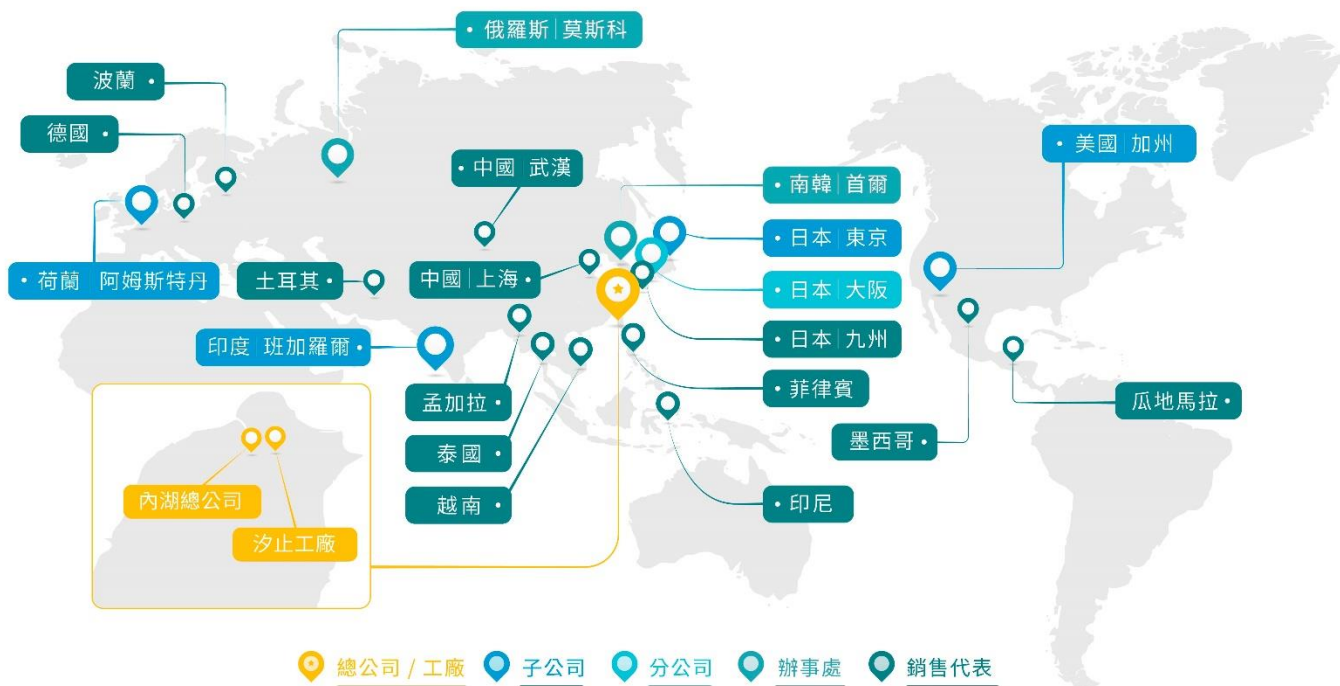 俄羅斯|莫斯科
波蘭
德國
中國|武漢
美國|加州
南韓|首爾
日本|東京
荷蘭|阿姆斯特丹
土耳其
中國|上海
日本|大阪
印度|班加羅爾
日本|九州
孟加拉
菲律賓
瓜地馬拉
泰國
墨西哥
內湖總公司
越南
印尼
汐止工廠
總公司 / 工廠
子公司
分公司
辦事處
銷售代表